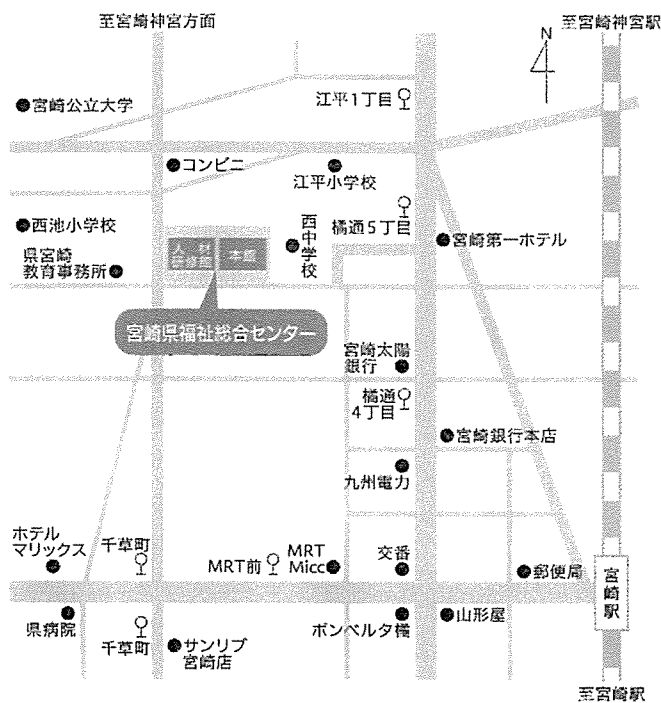 至宮崎神宮方面
至宮崎神宮駅
N
宮崎公立大学
江平1丁目
コンビニ
江平小学校
西池小学校
橘通5丁目
西中学校
宮崎第一ホテル
県宮崎
教育事務所
人材
研修館
本館
宮崎県福祉総合センター
宮崎太陽
銀行
橘通
4丁目
宮崎銀行本店
九州電力
ホテル
マリックス
千草町
MRT前
MRT
Micc
交番
郵便局
宮崎駅
県病院
千草町
サンリブ
宮崎店
ボンベルタ橘
山形屋
至宮崎駅